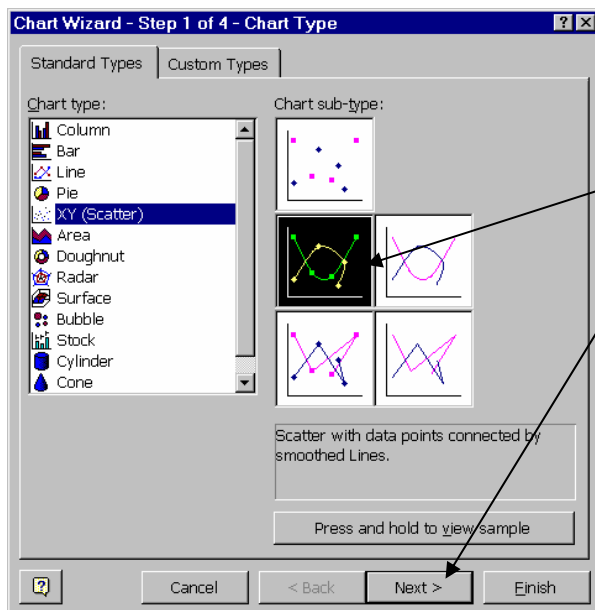 Chart Wizard - Step 1 of 4 - Chart Type
Standard Types
Custom Types
Chart type:
Column
Bar
Line
Pie
XY (Scatter)
Area
Doughnut
Radar
Surface
Bubble
Stock
Cylinder
Cone
Chart sub-type:
Scatter with data points connected by
smoothed Lines.
Press and hold to view sample
Cancel
< Back
Next >
Finish